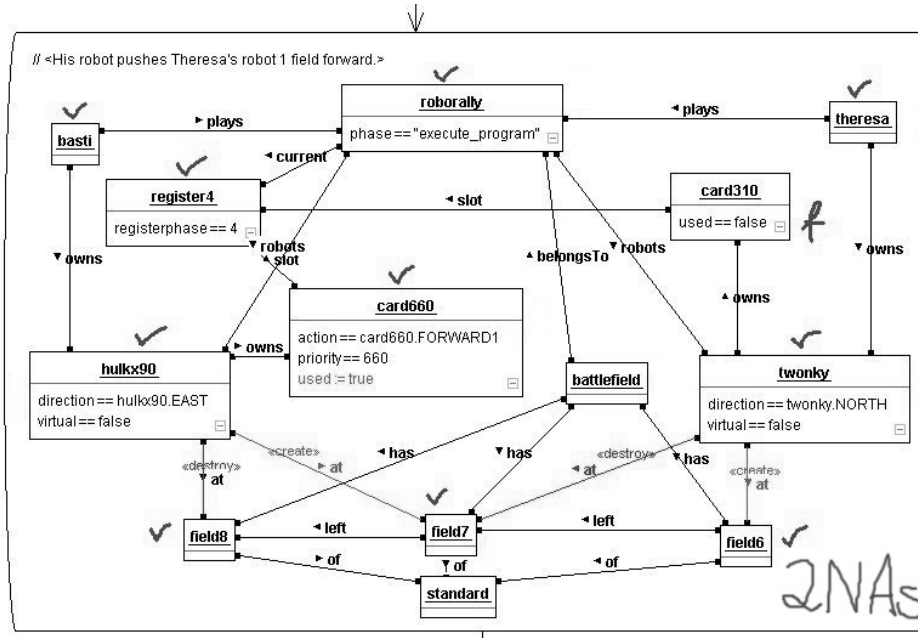 // <His robot pushes Theresa's robot 1 field forward.>
roborally
phase == "execute_program"
► plays
◄ plays
basti
theresa
◄ current
register4
registerphase == 4
◄ slot
card310
used == false
f
▼ owns
▼ robots
▲ slot
▲ belongsTo
▼ robots
▼ owns
card660
action == card660.FORWARD1
priority == 660
used := true
► owns
▲ owns
hulkx90
direction == hulkx90.EAST
virtual == false
battlefield
twonky
direction == twonky.NORTH
virtual == false
«destroy»
▼ at
«create»
► at
◄ has
▼ has
«destroy»
◄ at
▼ has
«create»
▼ at
field8
◄ left
field7
◄ left
field6
► of
▼ of
◄ of
standard
2NAs